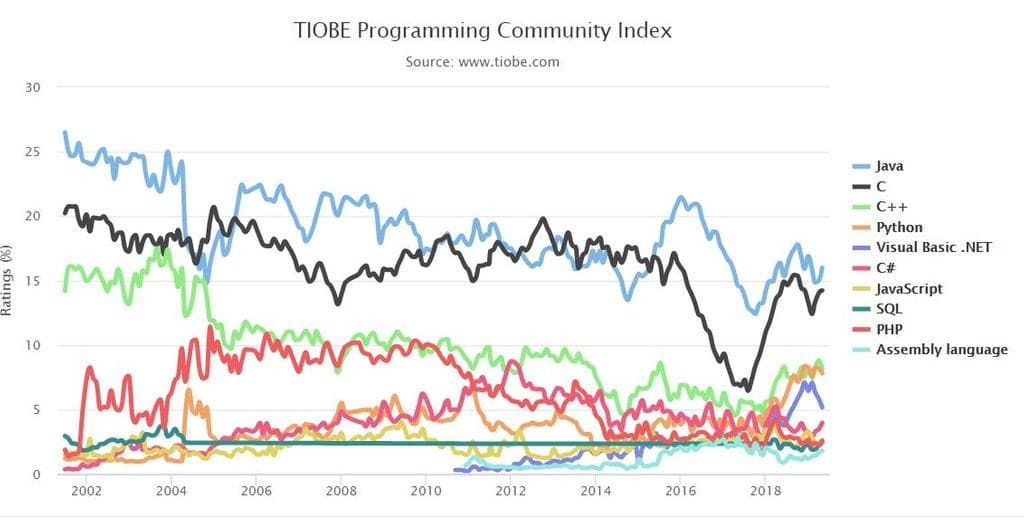 TIOBE Programming Community Index
Source: www.tiobe.com
Ratings (%)
30
25
20
15
10
5
0
2002 2004 2006 2008 2010 2012 2014 2016 2018
Java
C
C++
Python
Visual Basic .NET
C#
JavaScript
SQL
PHP
Assembly language